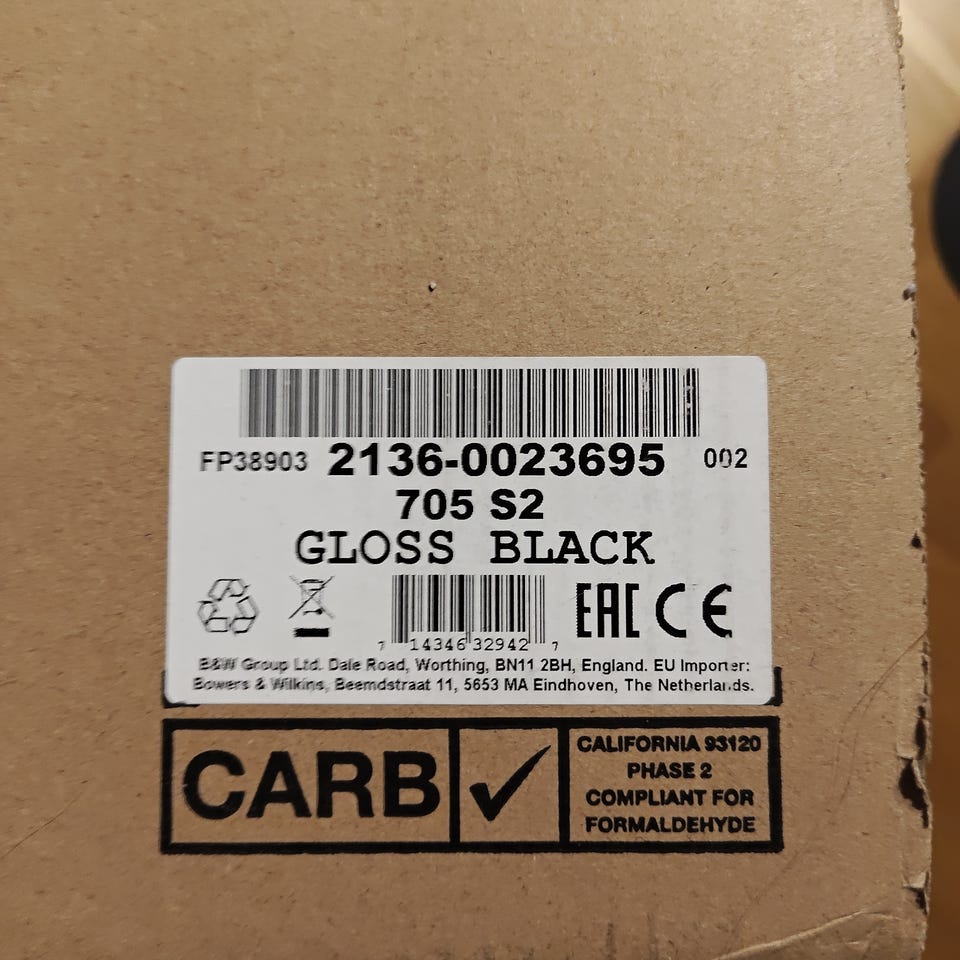 FP38903 2136-0023695 002
705 S2
GLOSS BLACK
EAC CE
7 14346 32942 7
B&W Group Ltd. Dale Road, Worthing, BN11 2BH, England. EU Importer:
Bowers & Wilkins, Beemdstraat 11, 5653 MA Eindhoven, The Netherlands.
CARB
CALIFORNIA 93120
PHASE 2
COMPLIANT FOR
FORMALDEHYDE